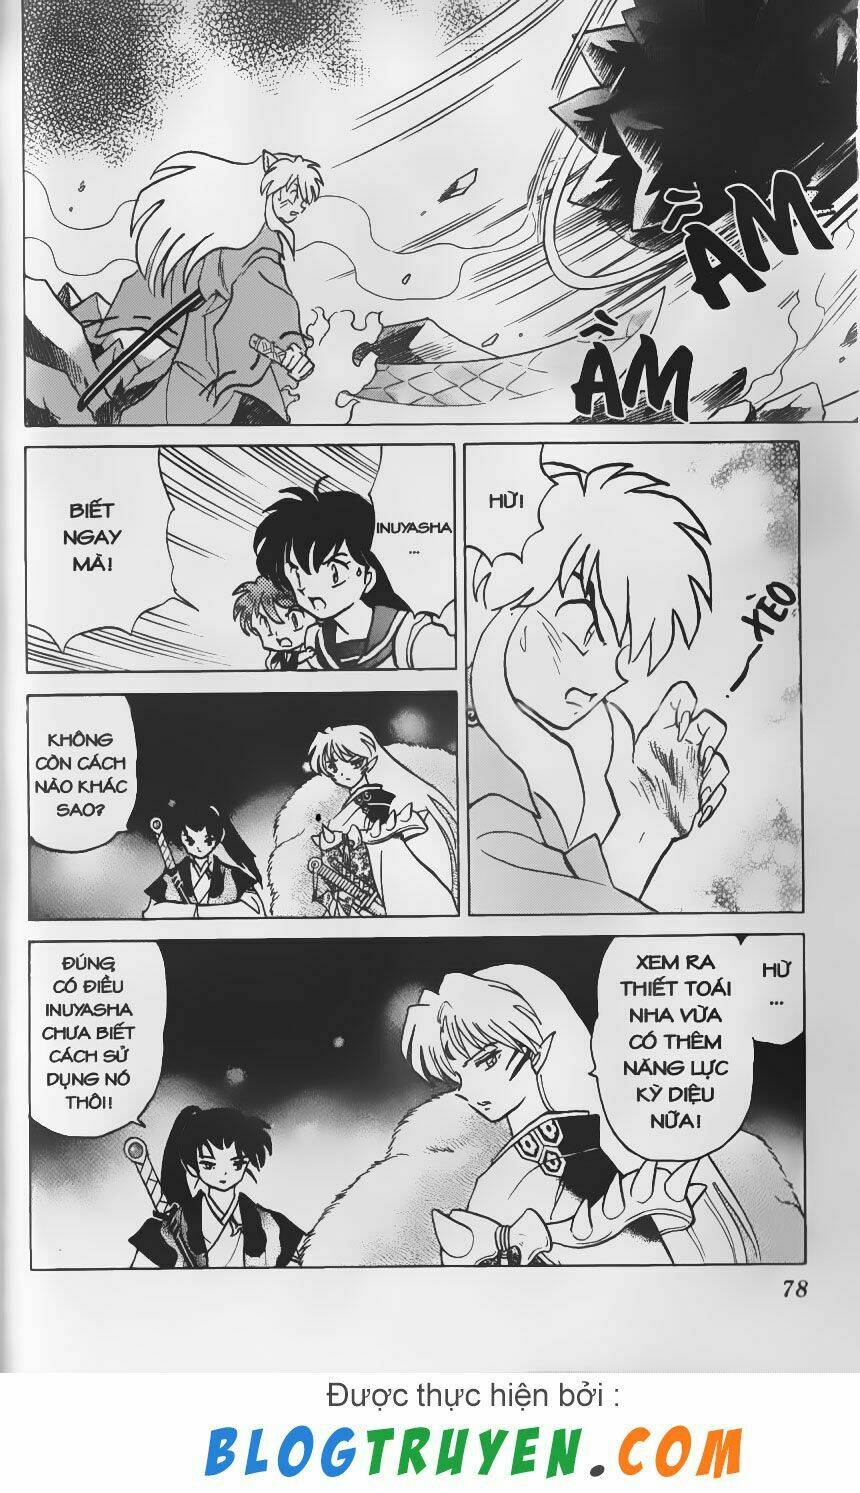 ẦM
ẦM
BIẾT
NGAY
MÀ!
INUYASHA
...
HỪ!
XÈO
KHÔNG
CÒN CÁCH
NÀO KHÁC
SAO?
ĐÚNG,
CÓ ĐIỀU
INUYASHA
CHƯA BIẾT
CÁCH SỬ
DỤNG NÓ
THÔI!
XEM RA
THIẾT TOÁI
NHA VỪA
CÓ THÊM
NĂNG LỰC
KỲ DIỆU
NỮA!
HỪ
...
78
Được thực hiện bởi :
BLOGTRUYEN.COM